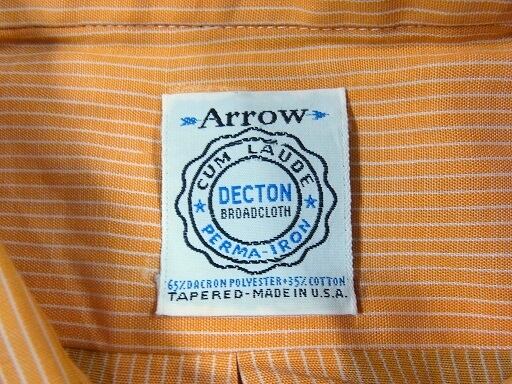 Arrow
CUM LAUDE
DECTON
BROADCLOTH
PERMA-IRON
65% DACRON POLYESTER + 35% COTTON
TAPERED - MADE IN U.S.A.